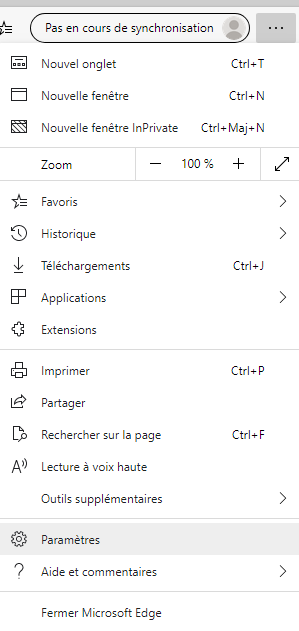 Pas en cours de synchronisation
Nouvel onglet Ctrl+T
Nouvelle fenêtre Ctrl+N
Nouvelle fenêtre InPrivate Ctrl+Maj+N
Zoom — 100 % +
Favoris
Historique
Téléchargements Ctrl+J
Applications
Extensions
Imprimer Ctrl+P
Partager
Rechercher sur la page Ctrl+F
Lecture à voix haute
Outils supplémentaires
Paramètres
Aide et commentaires
Fermer Microsoft Edge